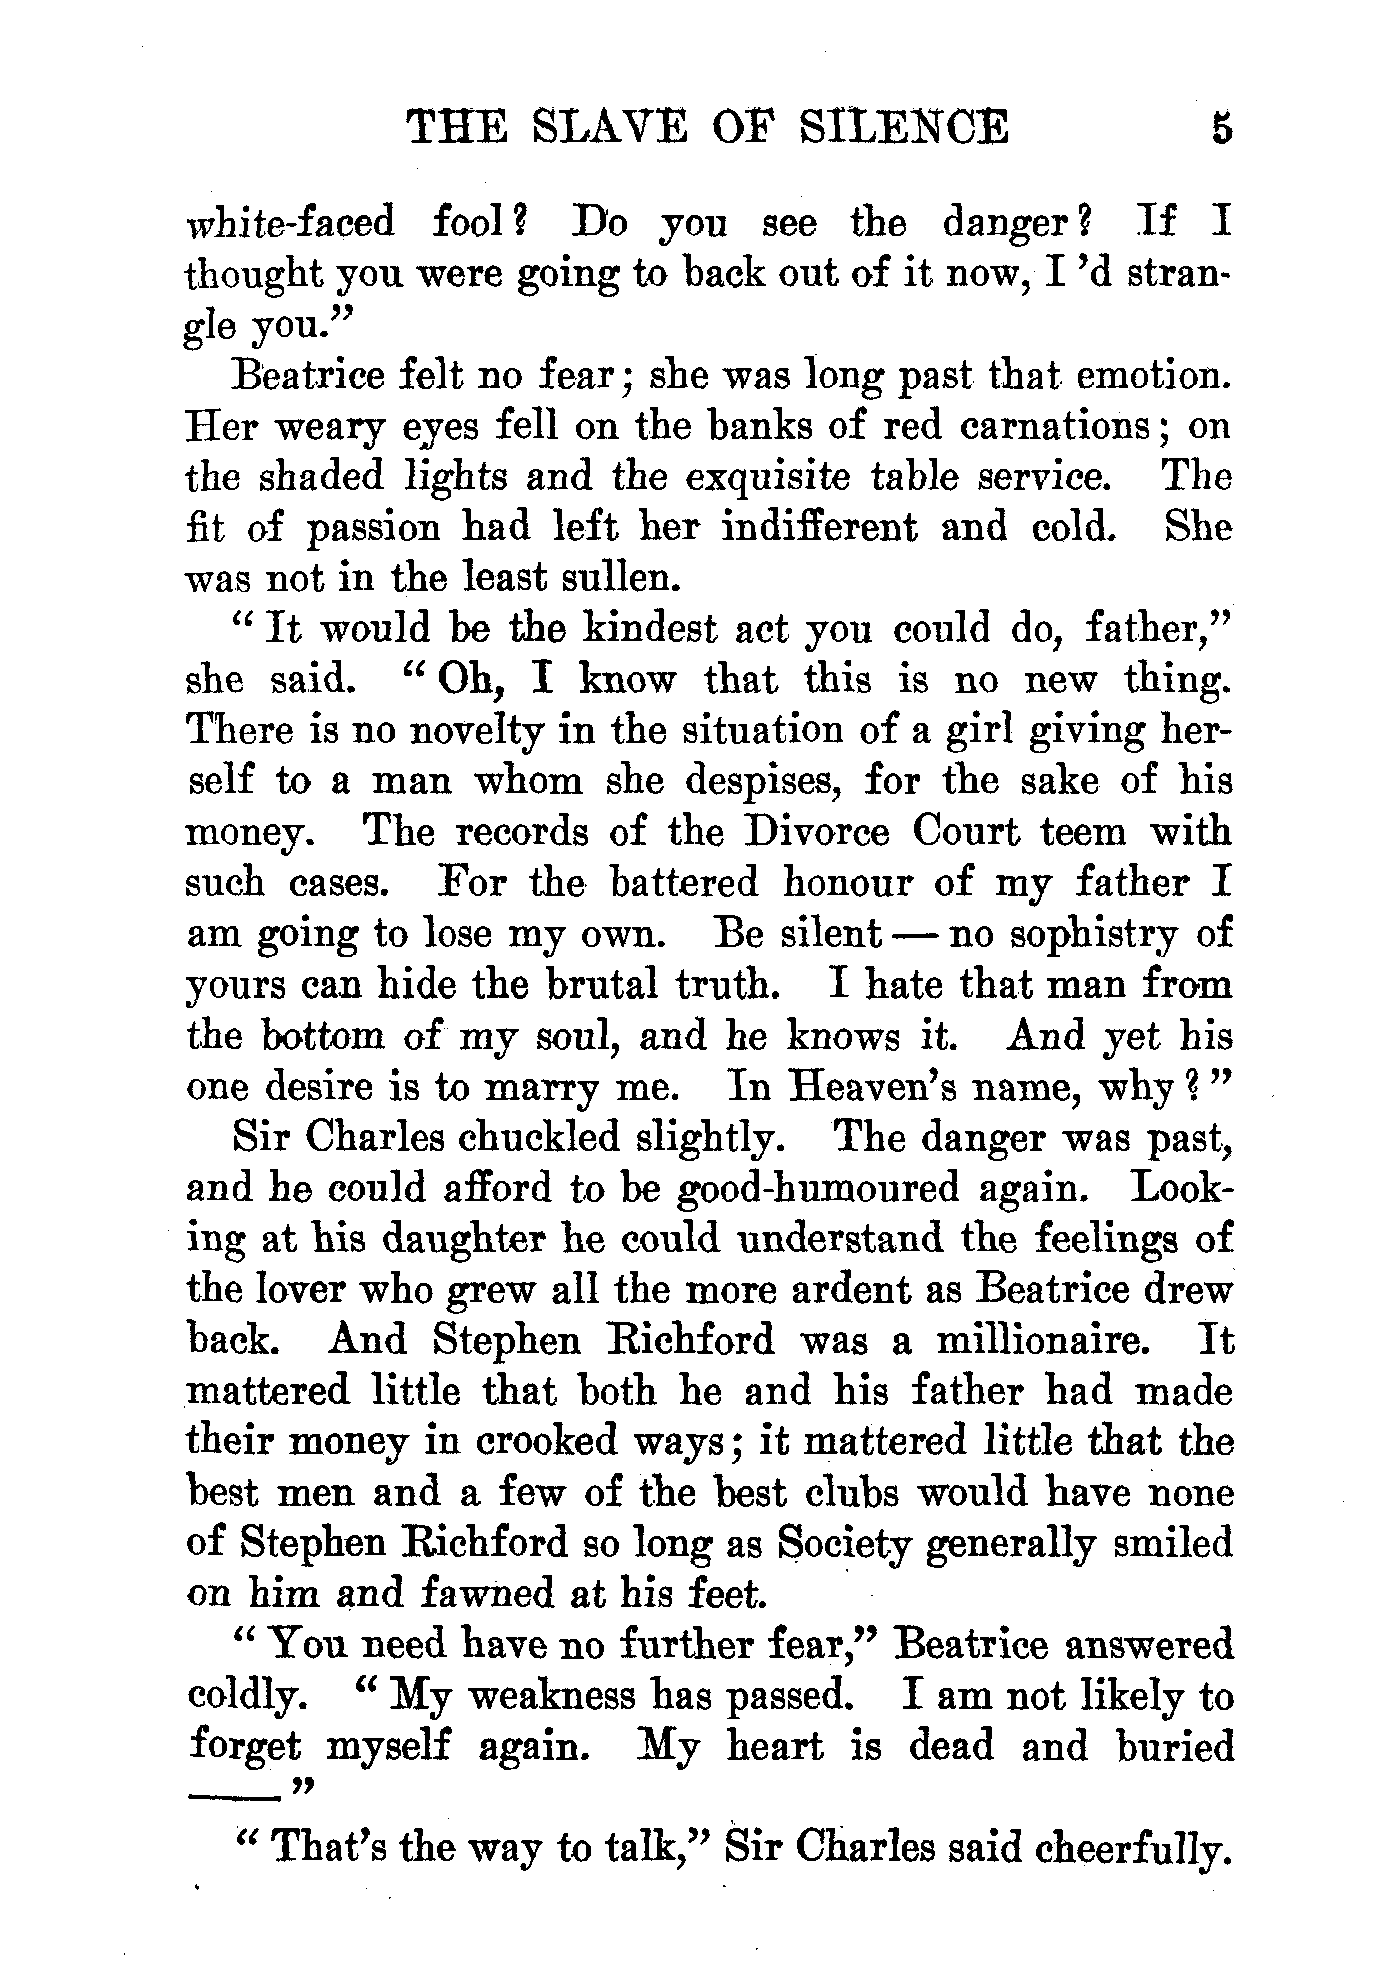 THE SLAVE OF SILENCE 5
white-faced fool? Do you see the danger? If I
thought you were going to back out of it now, I 'd stran-
gle you.”
Beatrice felt no fear; she was long past that emotion.
Her weary eyes fell on the banks of red carnations; on
the shaded lights and the exquisite table service. The
fit of passion had left her indifferent and cold. She
was not in the least sullen.
“ It would be the kindest act you could do, father,”
she said. “ Oh, I know that this is no new thing.
There is no novelty in the situation of a girl giving her-
self to a man whom she despises, for the sake of his
money. The records of the Divorce Court teem with
such cases. For the battered honour of my father I
am going to lose my own. Be silent — no sophistry of
yours can hide the brutal truth. I hate that man from
the bottom of my soul, and he knows it. And yet his
one desire is to marry me. In Heaven's name, why? ”
Sir Charles chuckled slightly. The danger was past,
and he could afford to be good-humoured again. Look-
ing at his daughter he could understand the feelings of
the lover who grew all the more ardent as Beatrice drew
back. And Stephen Richford was a millionaire. It
mattered little that both he and his father had made
their money in crooked ways; it mattered little that the
best men and a few of the best clubs would have none
of Stephen Richford so long as Society generally smiled
on him and fawned at his feet.
“ You need have no further fear,” Beatrice answered
coldly. “ My weakness has passed. I am not likely to
forget myself again. My heart is dead and buried
—— ”
“ That's the way to talk,” Sir Charles said cheerfully.